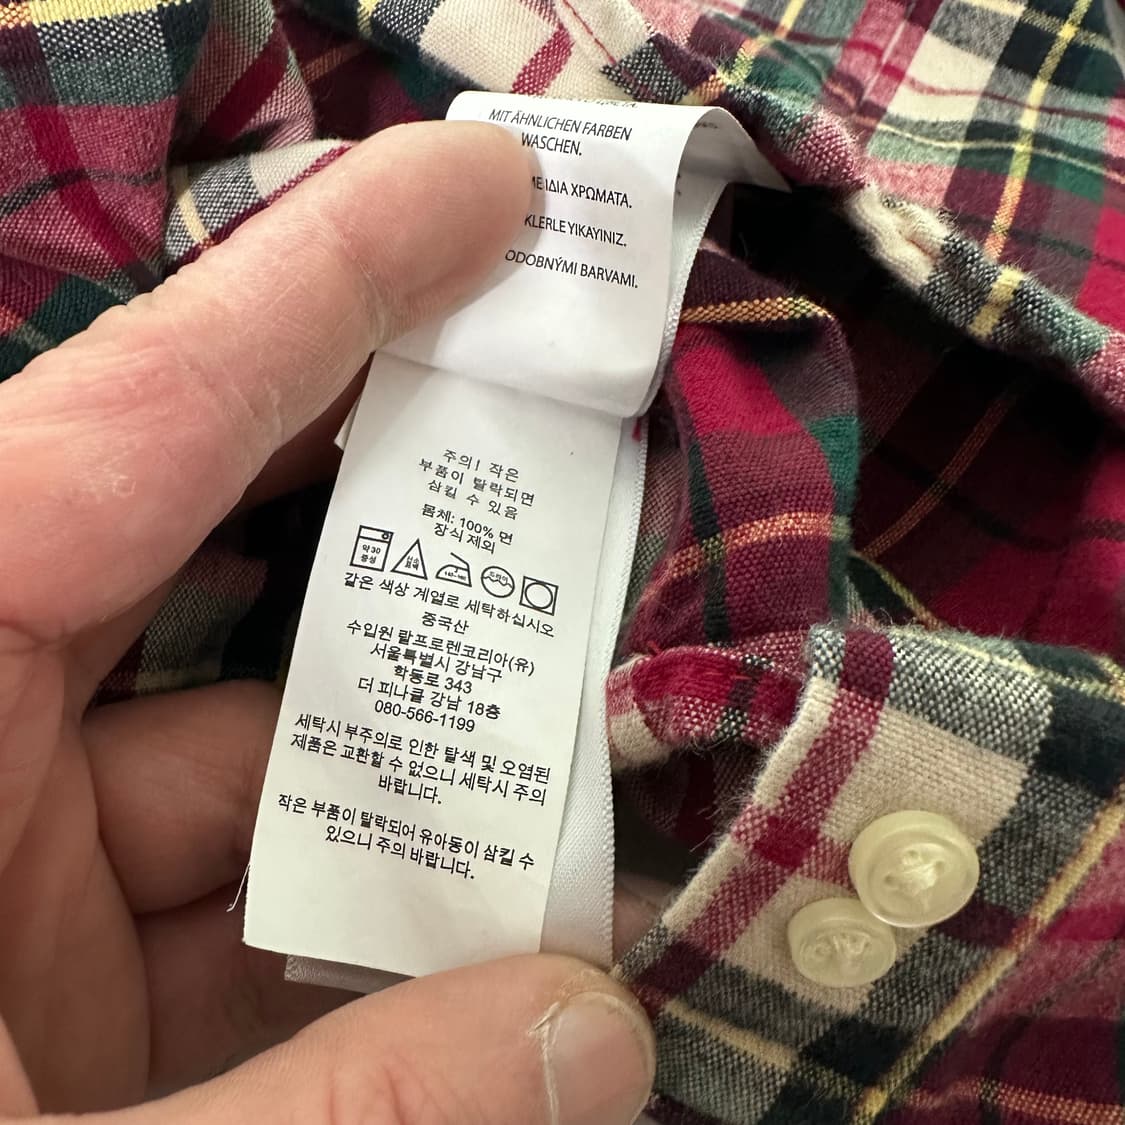 MIT ÄHNLICHEN FARBEN
WASCHEN.
ΜΕ ΙΔΙΑ ΧΡΩΜΑΤΑ.
KLERLE YIKAYINIZ.
ODOBNÝMI BARVAMI.
주의! 작은
부품이 탈락되면
삼킬 수 있음
몸체: 100% 면
장식 제외
약 30
중성
드라이
같은 색상 계열로 세탁하십시오
중국산
수입원 랄프로렌코리아(유)
서울특별시 강남구
학동로 343
더 피나클 강남 18층
080-566-1199
세탁시 부주의로 인한 탈색 및 오염된
제품은 교환할 수 없으니 세탁시 주의
바랍니다.
작은 부품이 탈락되어 유아동이 삼킬 수
있으니 주의 바랍니다.